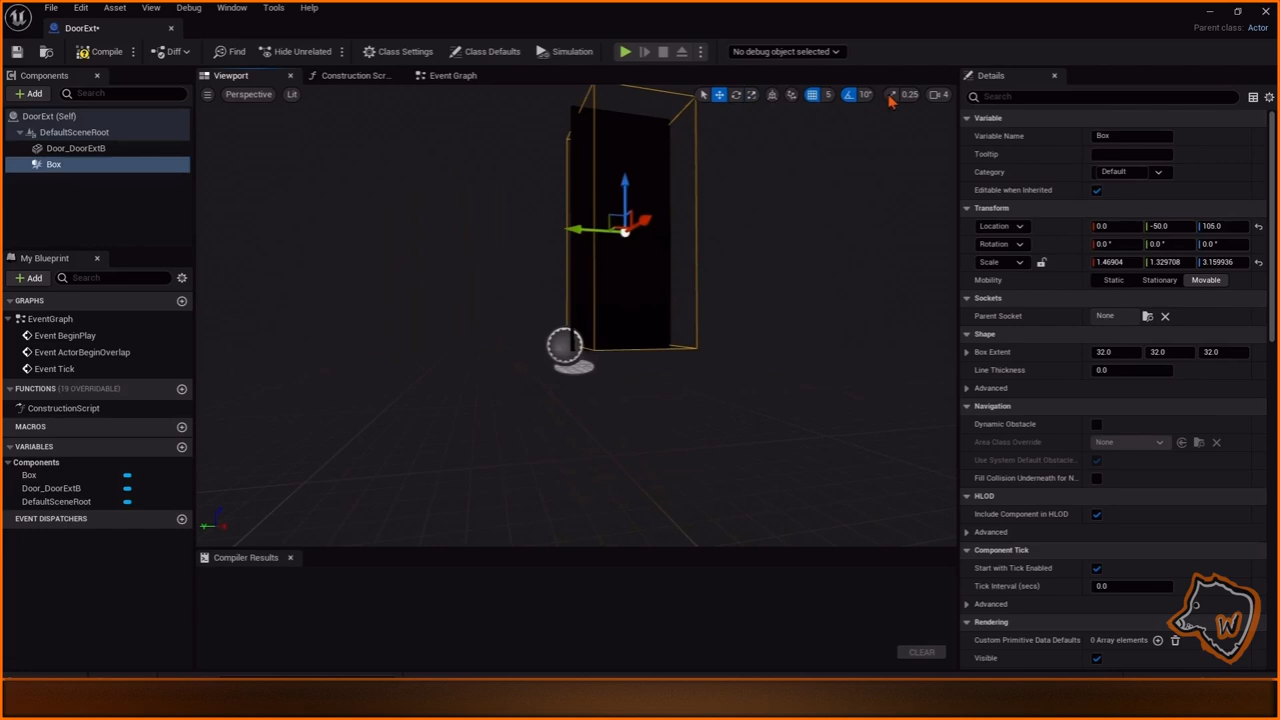 File Edit Asset View Debug Window Tools Help
DoorExt•
Parent class: Actor
Compile Diff Find Hide Unrelated Class Settings Class Defaults Simulation No debug object selected
Components
Add Search
DoorExt (Self)
DefaultSceneRoot
Door_DoorExtB
Box
My Blueprint
Add Search
GRAPHS
EventGraph
Event BeginPlay
Event ActorBeginOverlap
Event Tick
FUNCTIONS (19 OVERRIDABLE)
ConstructionScript
MACROS
VARIABLES
Components
Box
Door_DoorExtB
DefaultSceneRoot
EVENT DISPATCHERS
Viewport Construction Scr... Event Graph
Perspective Lit 5 10° 0.25 4
Compiler Results
CLEAR
Details
Search
Variable
Variable Name Box
Tooltip
Category Default
Editable when Inherited
Transform
Location 0.0 -50.0 105.0
Rotation 0.0 ° 0.0 ° 0.0 °
Scale 1.46904 1.329708 3.159936
Mobility Static Stationary Movable
Sockets
Parent Socket None
Shape
Box Extent 32.0 32.0 32.0
Line Thickness 0.0
Advanced
Navigation
Dynamic Obstacle
Area Class Override None
Use System Default Obstacle...
Fill Collision Underneath for N...
HLOD
Include Component in HLOD
Advanced
Component Tick
Start with Tick Enabled
Tick Interval (secs) 0.0
Advanced
Rendering
Custom Primitive Data Defaults 0 Array elements
Visible
W